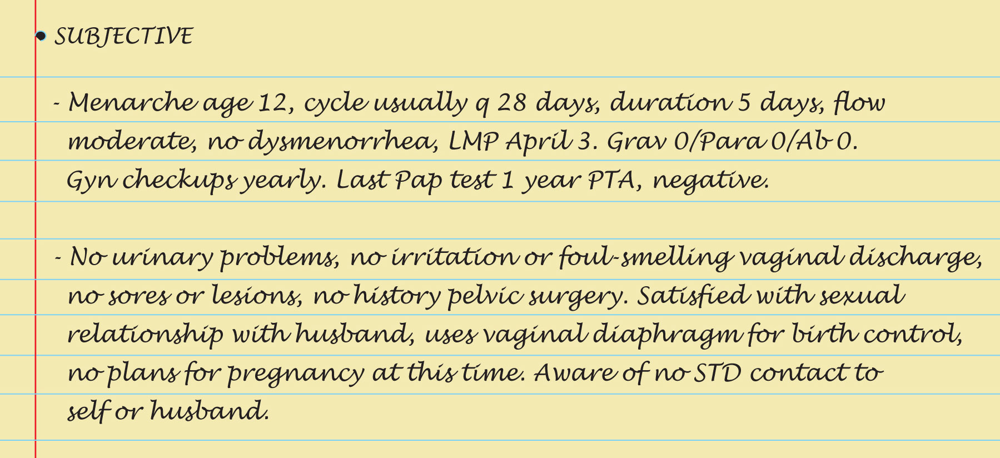 • SUBJECTIVE
- Menarche age 12, cycle usually q 28 days, duration 5 days, flow
moderate, no dysmenorrhea, LMP April 3. Grav 0/Para 0/Ab 0.
Gyn checkups yearly. Last Pap test 1 year PTA, negative.
- No urinary problems, no irritation or foul-smelling vaginal discharge,
no sores or lesions, no history pelvic surgery. Satisfied with sexual
relationship with husband, uses vaginal diaphragm for birth control,
no plans for pregnancy at this time. Aware of no STD contact to
self or husband.